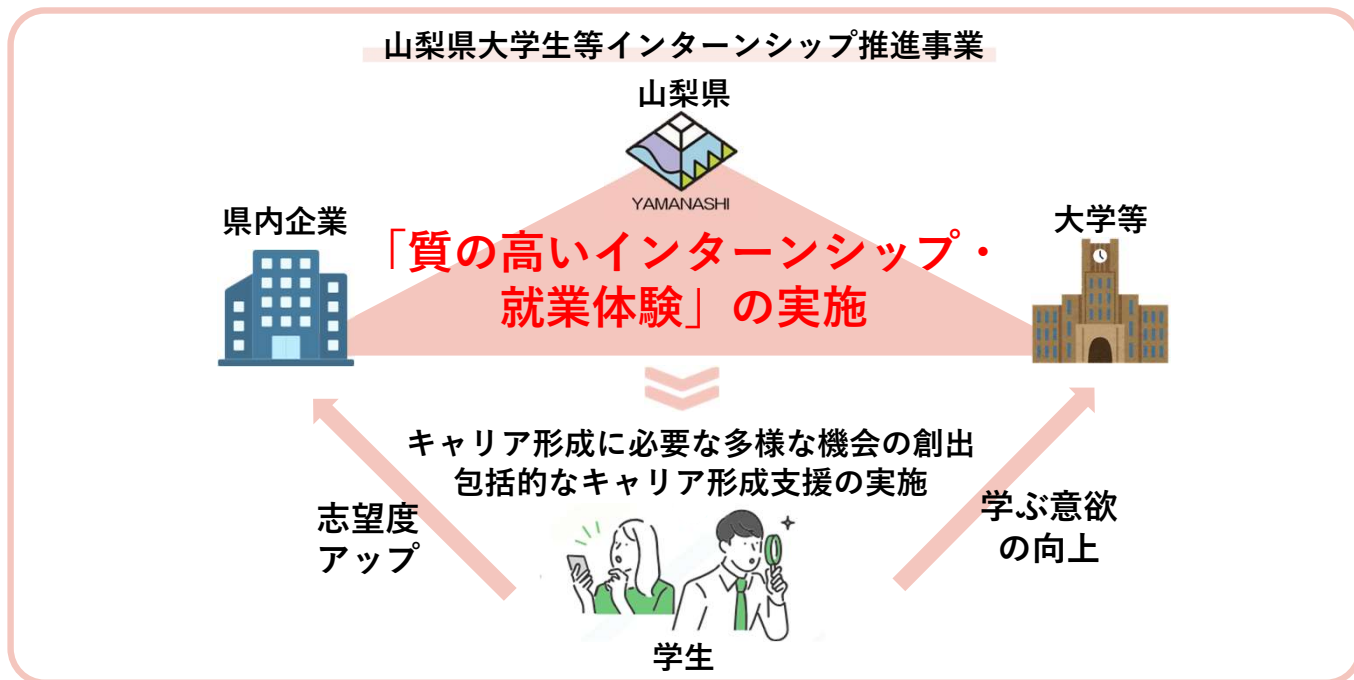 山梨県大学生等インターンシップ推進事業
山梨県
YAMANASHI
県内企業
大学等
「質の高いインターンシップ・
就業体験」の実施
キャリア形成に必要な多様な機会の創出
包括的なキャリア形成支援の実施
志望度
アップ
学ぶ意欲
の向上
学生